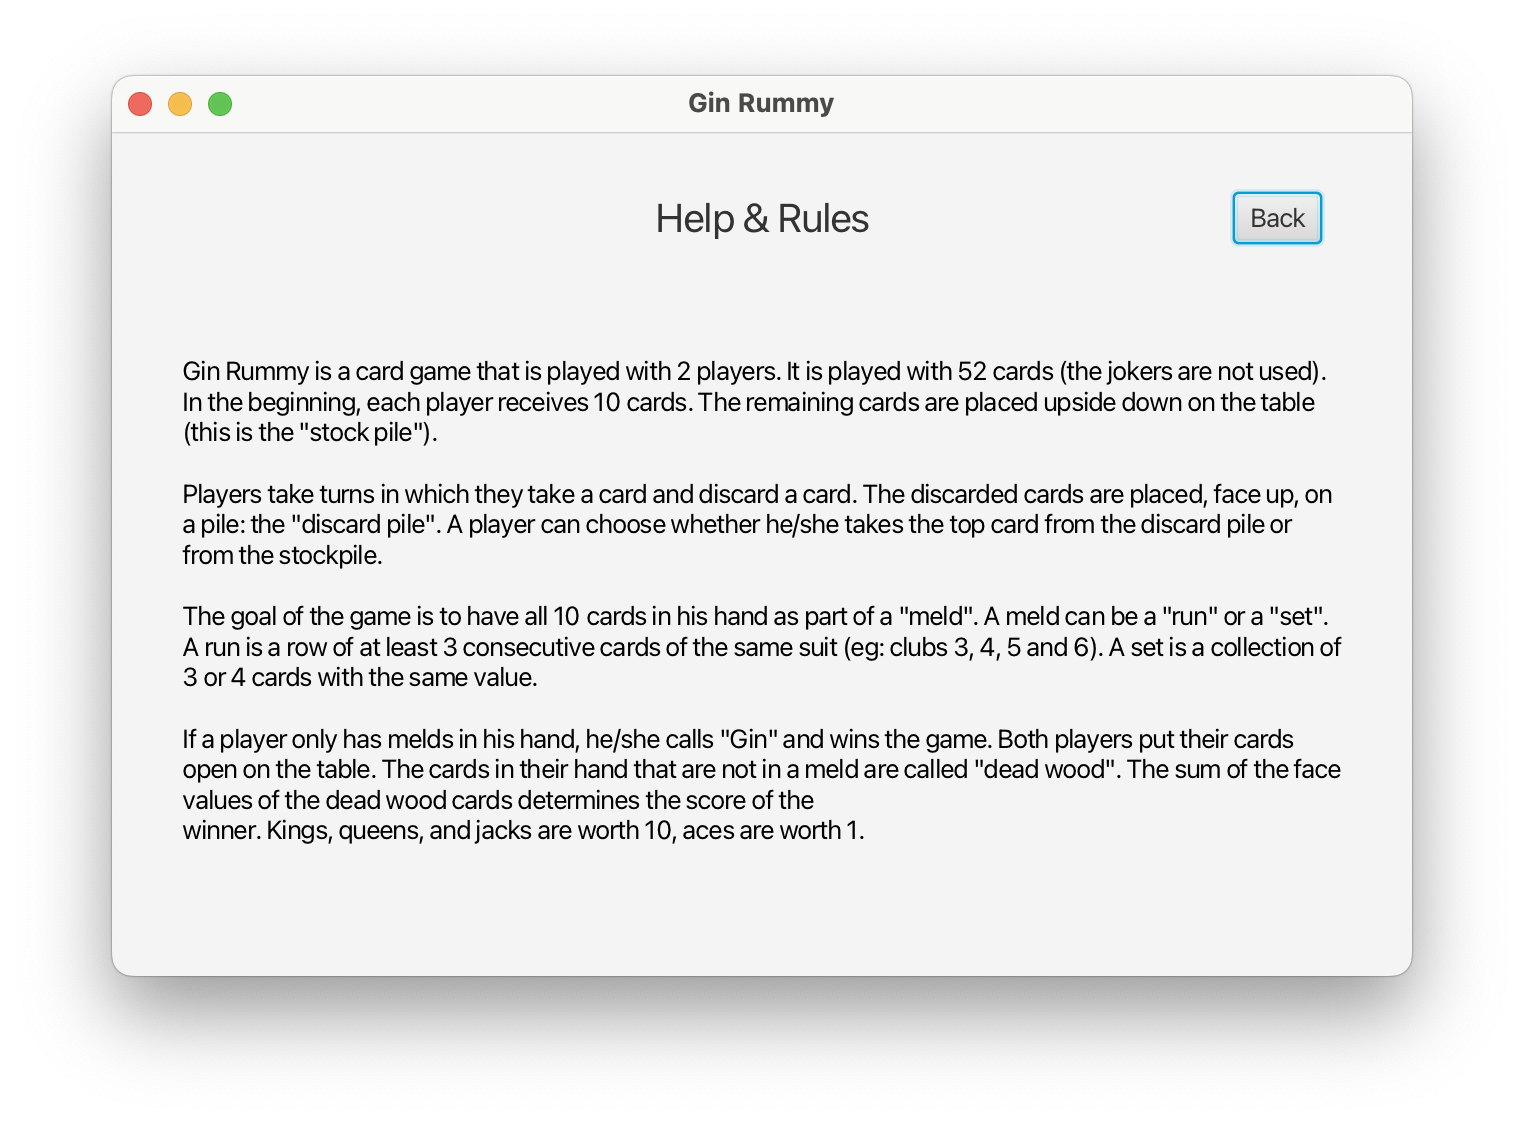 Gin Rummy
Help & Rules
Back
Gin Rummy is a card game that is played with 2 players. It is played with 52 cards (the jokers are not used).
In the beginning, each player receives 10 cards. The remaining cards are placed upside down on the table
(this is the "stock pile").
Players take turns in which they take a card and discard a card. The discarded cards are placed, face up, on
a pile: the "discard pile". A player can choose whether he/she takes the top card from the discard pile or
from the stockpile.
The goal of the game is to have all 10 cards in his hand as part of a "meld". A meld can be a "run" or a "set".
A run is a row of at least 3 consecutive cards of the same suit (eg: clubs 3, 4, 5 and 6). A set is a collection of
3 or 4 cards with the same value.
If a player only has melds in his hand, he/she calls "Gin" and wins the game. Both players put their cards
open on the table. The cards in their hand that are not in a meld are called "dead wood". The sum of the face
values of the dead wood cards determines the score of the
winner. Kings, queens, and jacks are worth 10, aces are worth 1.